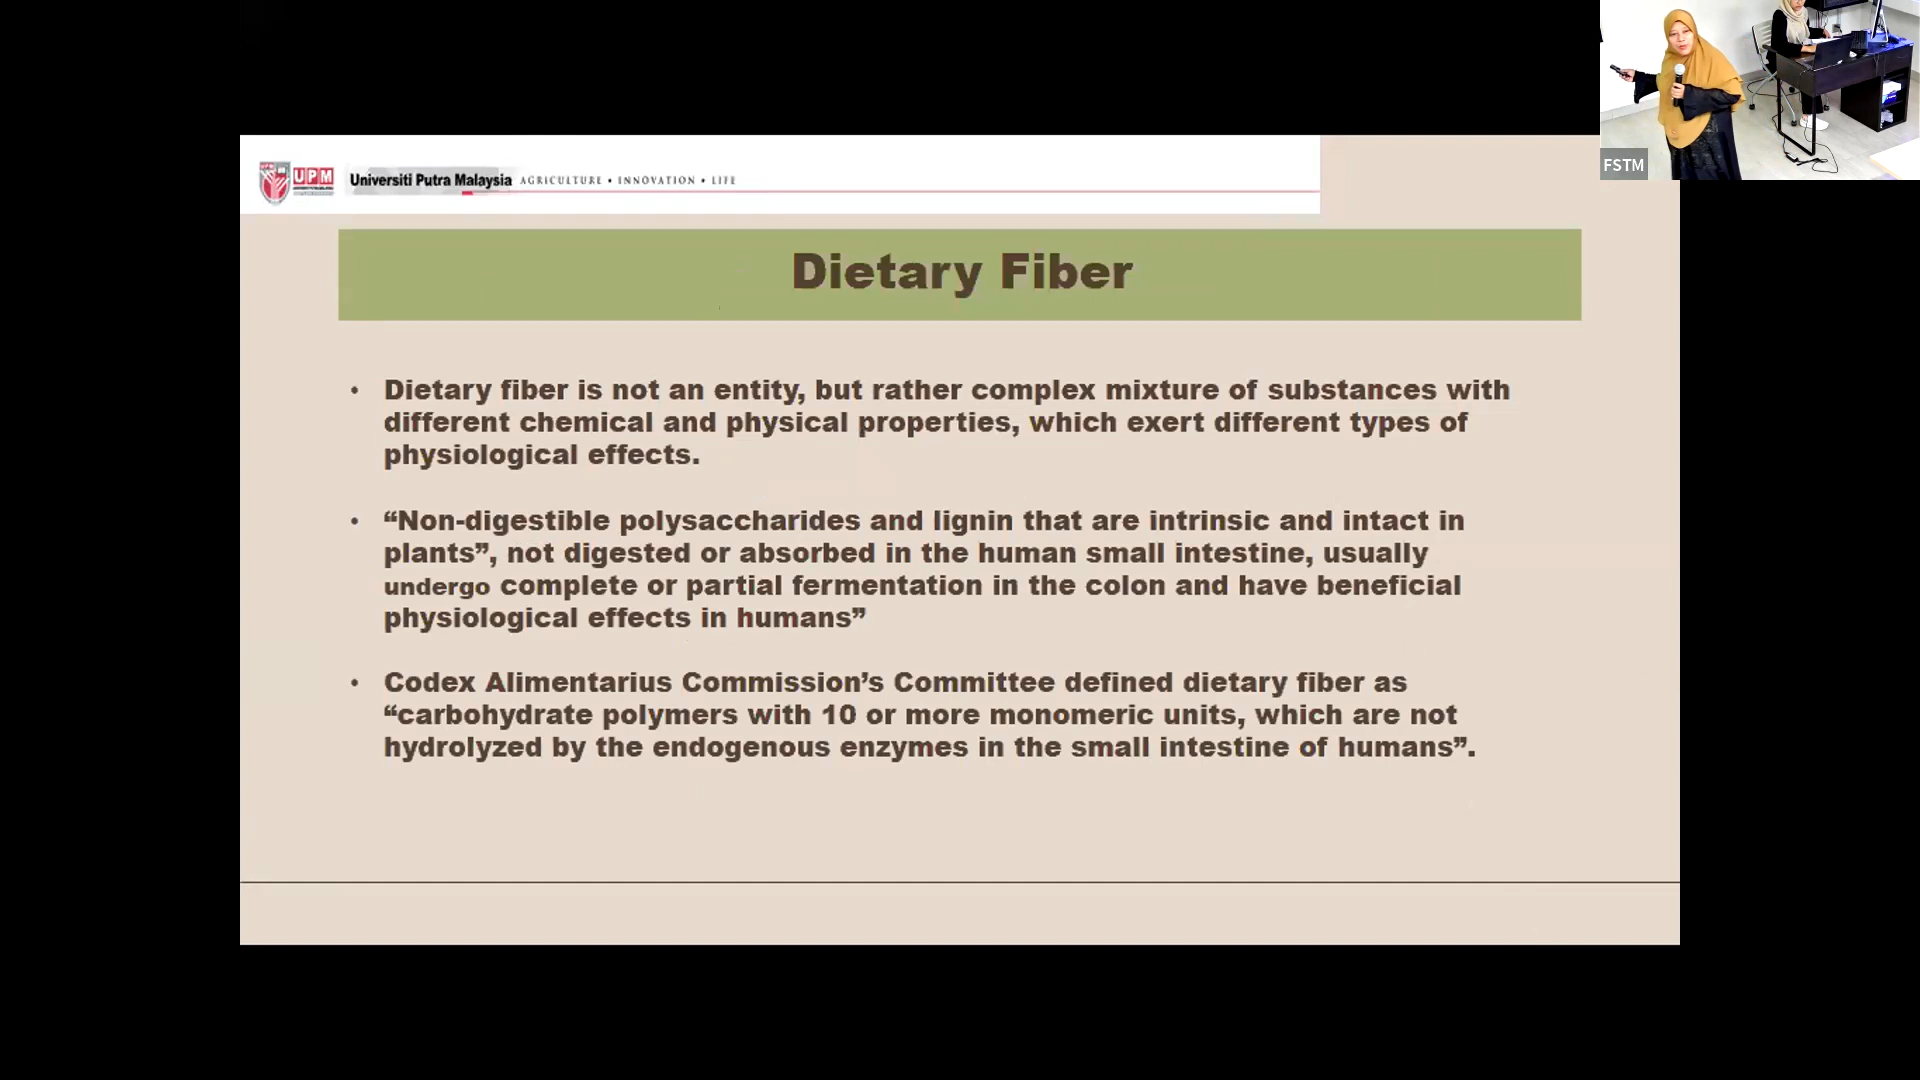 UPM
Universiti Putra Malaysia AGRICULTURE • INNOVATION • LIFE
FSTM
Dietary Fiber
• Dietary fiber is not an entity, but rather complex mixture of substances with
different chemical and physical properties, which exert different types of
physiological effects.
• “Non-digestible polysaccharides and lignin that are intrinsic and intact in
plants”, not digested or absorbed in the human small intestine, usually
undergo complete or partial fermentation in the colon and have beneficial
physiological effects in humans”
• Codex Alimentarius Commission’s Committee defined dietary fiber as
“carbohydrate polymers with 10 or more monomeric units, which are not
hydrolyzed by the endogenous enzymes in the small intestine of humans”.